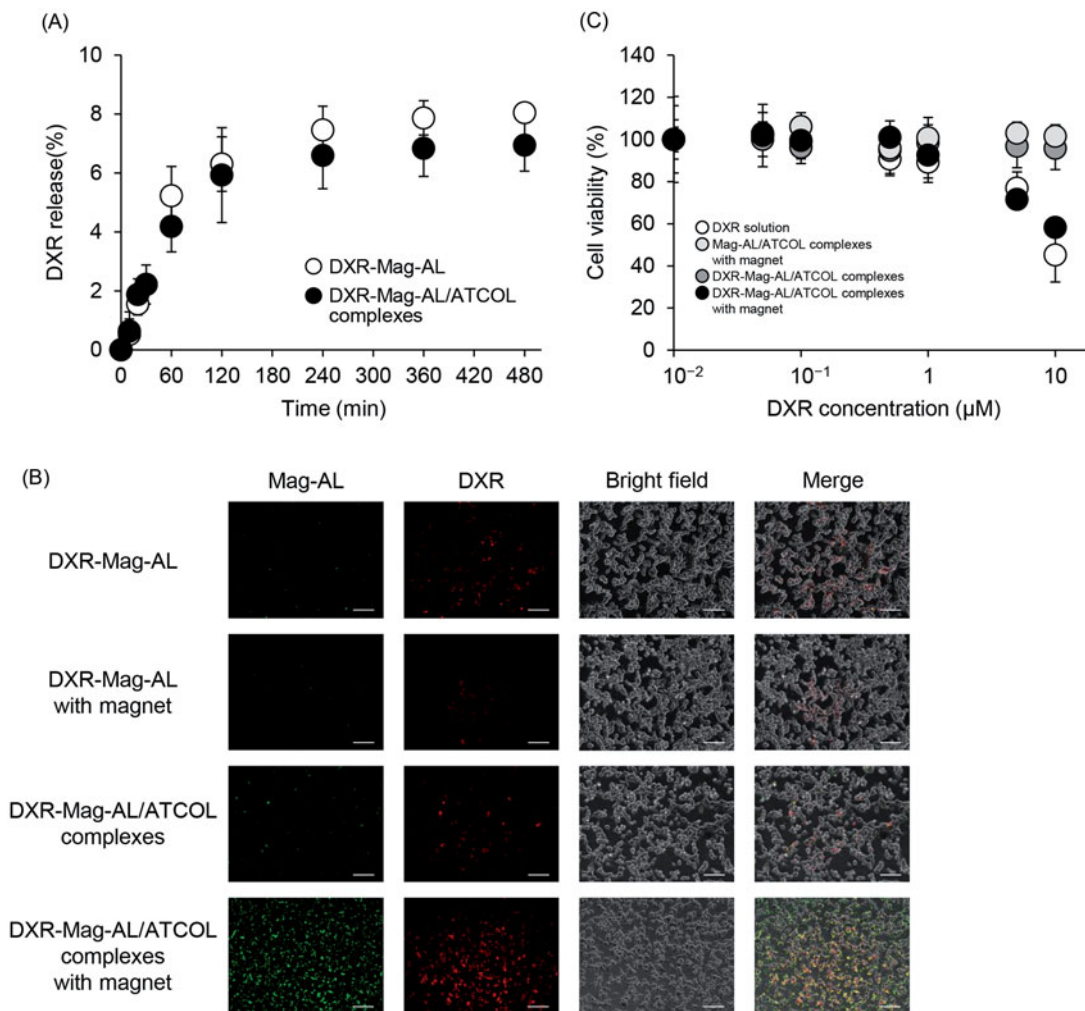 (A)
10
8
6
4
2
0
DXR release(%)
0 60 120 180 240 300 360 420 480
Time (min)
DXR-Mag-AL
DXR-Mag-AL/ATCOL
complexes
(C)
140
120
100
80
60
40
20
0
Cell viability (%)
DXR solution
Mag-AL/ATCOL complexes
with magnet
DXR-Mag-AL/ATCOL complexes
DXR-Mag-AL/ATCOL complexes
with magnet
10⁻² 10⁻¹ 1 10
DXR concentration (µM)
(B)
Mag-AL DXR Bright field Merge
DXR-Mag-AL
DXR-Mag-AL
with magnet
DXR-Mag-AL/ATCOL
complexes
DXR-Mag-AL/ATCOL
complexes
with magnet